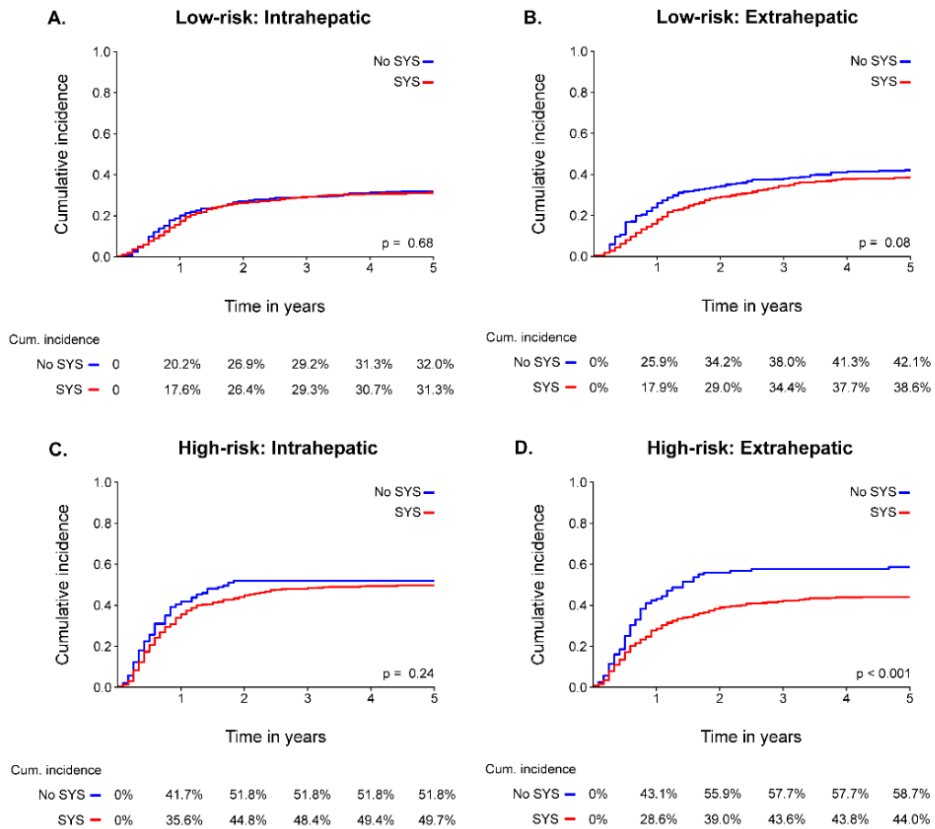 A. Low-risk: Intrahepatic
Cumulative incidence
1.0
0.8
0.6
0.4
0.2
0.0
No SYS
SYS
p = 0.68
1 2 3 4 5
Time in years
Cum. incidence
No SYS 0 20.2% 26.9% 29.2% 31.3% 32.0%
SYS 0 17.6% 26.4% 29.3% 30.7% 31.3%
B. Low-risk: Extrahepatic
Cumulative incidence
1.0
0.8
0.6
0.4
0.2
0.0
No SYS
SYS
p = 0.08
1 2 3 4 5
Time in years
Cum. incidence
No SYS 0% 25.9% 34.2% 38.0% 41.3% 42.1%
SYS 0% 17.9% 29.0% 34.4% 37.7% 38.6%
C. High-risk: Intrahepatic
Cumulative incidence
1.0
0.8
0.6
0.4
0.2
0.0
No SYS
SYS
p = 0.24
1 2 3 4 5
Time in years
Cum. incidence
No SYS 0% 41.7% 51.8% 51.8% 51.8% 51.8%
SYS 0% 35.6% 44.8% 48.4% 49.4% 49.7%
D. High-risk: Extrahepatic
Cumulative incidence
1.0
0.8
0.6
0.4
0.2
0.0
No SYS
SYS
p < 0.001
1 2 3 4 5
Time in years
Cum. incidence
No SYS 0% 43.1% 55.9% 57.7% 57.7% 58.7%
SYS 0% 28.6% 39.0% 43.6% 43.8% 44.0%